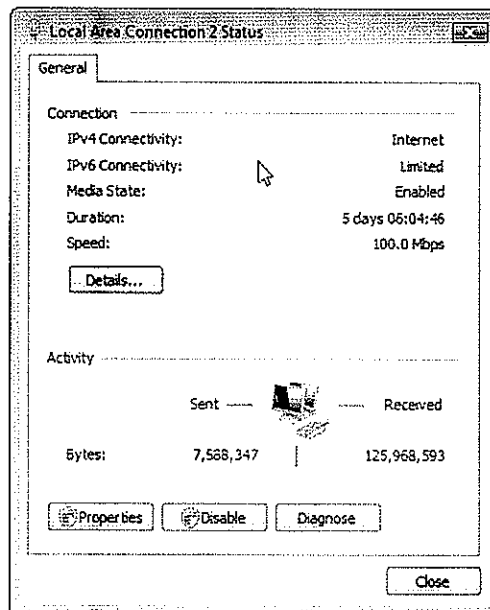 Local Area Connection 2 Status
General
Connection
IPv4 Connectivity: Internet
IPv6 Connectivity: Limited
Media State: Enabled
Duration: 5 days 06:04:46
Speed: 100.0 Mbps
Details...
Activity
Sent Received
Bytes: 7,588,347 125,968,593
Properties Disable Diagnose
Close